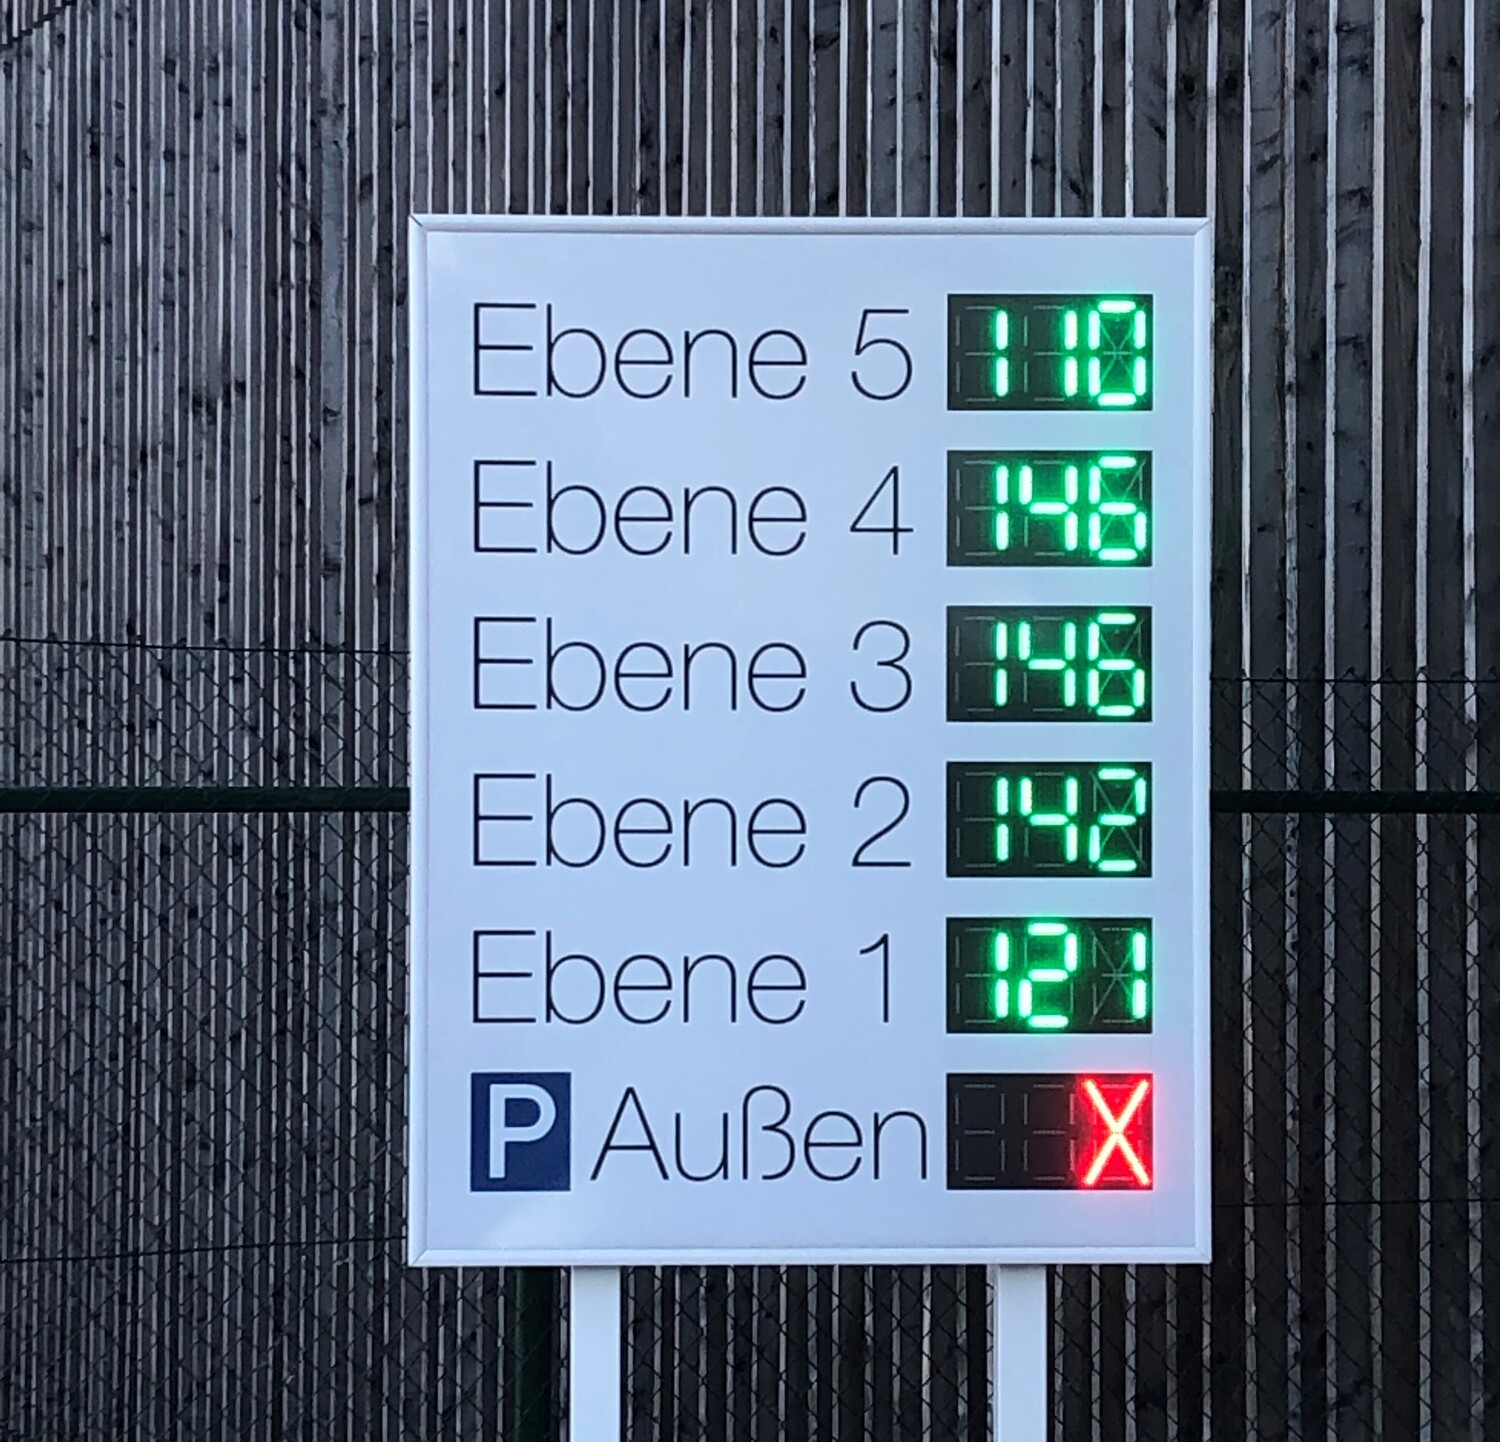 Ebene 5 110
Ebene 4 146
Ebene 3 146
Ebene 2 142
Ebene 1 121
P Außen X